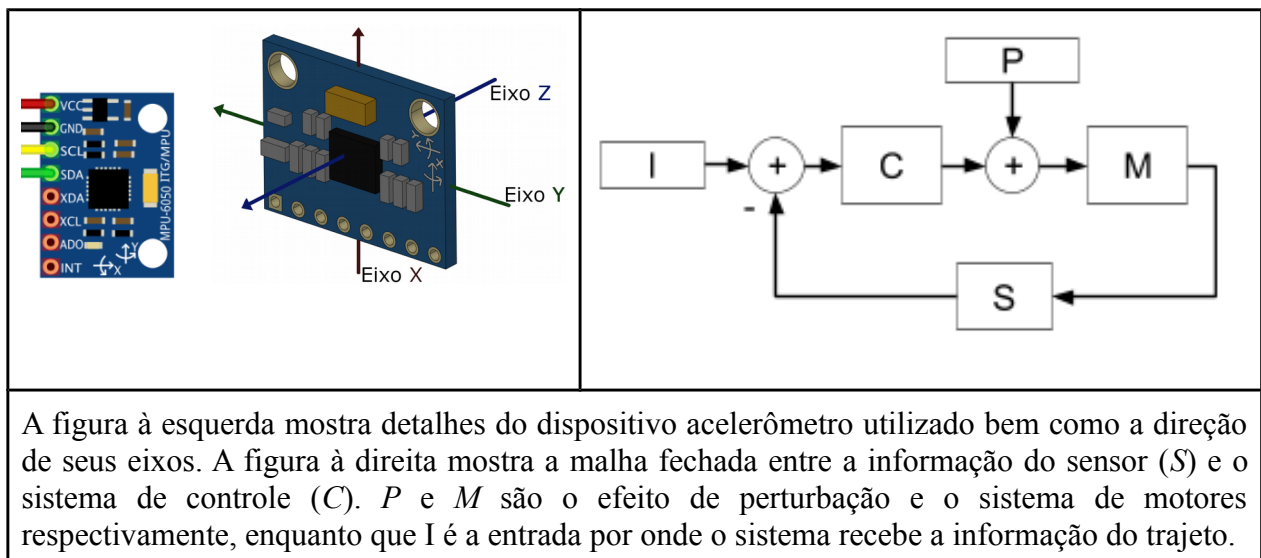 VCC
GND
SCL
SDA
XDA
XCL
ADO
INT
MPU-6050 ITG/MPU
Y
X
Eixo Z
Eixo Y
Eixo X
Y
X
P
I
+
C
+
M
-
S
A figura à esquerda mostra detalhes do dispositivo acelerômetro utilizado bem como a direção
de seus eixos. A figura à direita mostra a malha fechada entre a informação do sensor (S) e o
sistema de controle (C). P e M são o efeito de perturbação e o sistema de motores
respectivamente, enquanto que I é a entrada por onde o sistema recebe a informação do trajeto.